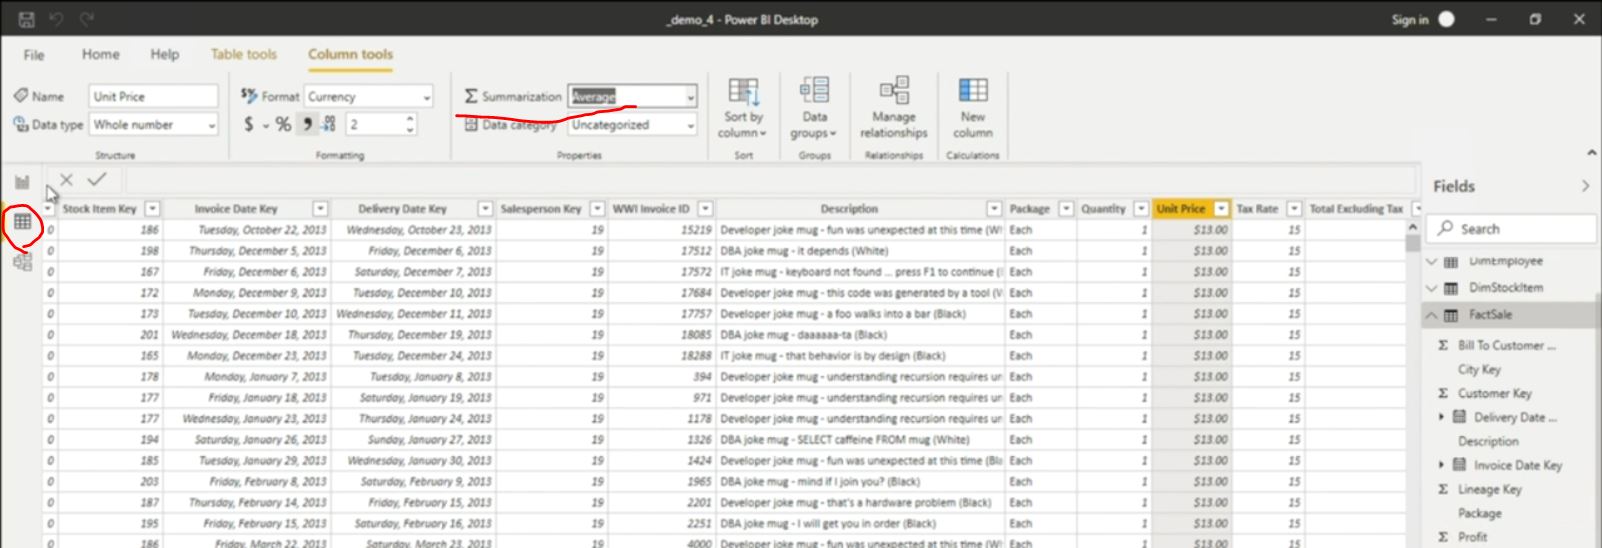 _demo_4 - Power BI Desktop
Sign in
File Home Help Table tools Column tools
Name Unit Price
Format Currency
Summarization Average
Data type Whole number
$ % 9 .00 2
Data category Uncategorized
Sort by column
Data groups
Manage relationships
New column
Structure Formatting Properties Sort Groups Relationships Calculations
Stock Item Key Invoice Date Key Delivery Date Key Salesperson Key WWI Invoice ID Description Package Quantity Unit Price Tax Rate Total Excluding Tax
0 186 Tuesday, October 22, 2013 Wednesday, October 23, 2013 19 15219 Developer joke mug - fun was unexpected at this time (W Each 1 $13.00 15
0 198 Thursday, December 5, 2013 Friday, December 6, 2013 19 17512 DBA joke mug - it depends (White) Each 1 $13.00 15
0 167 Friday, December 6, 2013 Saturday, December 7, 2013 19 17572 IT joke mug - keyboard not found ... press F1 to continue ( Each 1 $13.00 15
0 172 Monday, December 9, 2013 Tuesday, December 10, 2013 19 17684 Developer joke mug - this code was generated by a tool (V Each 1 $13.00 15
0 173 Tuesday, December 10, 2013 Wednesday, December 11, 2013 19 17757 Developer joke mug - a foo walks into a bar (Black) Each 1 $13.00 15
0 201 Wednesday, December 18, 2013 Thursday, December 19, 2013 19 18085 DBA joke mug - daaaaaa-ta (Black) Each 1 $13.00 15
0 165 Monday, December 23, 2013 Tuesday, December 24, 2013 19 18288 IT joke mug - that behavior is by design (Black) Each 1 $13.00 15
0 178 Monday, January 7, 2013 Tuesday, January 8, 2013 19 394 Developer joke mug - understanding recursion requires un Each 1 $13.00 15
0 177 Friday, January 18, 2013 Saturday, January 19, 2013 19 971 Developer joke mug - understanding recursion requires un Each 1 $13.00 15
0 177 Wednesday, January 23, 2013 Thursday, January 24, 2013 19 1178 Developer joke mug - understanding recursion requires un Each 1 $13.00 15
0 194 Saturday, January 26, 2013 Sunday, January 27, 2013 19 1326 DBA joke mug - SELECT caffeine FROM mug (White) Each 1 $13.00 15
0 185 Tuesday, January 29, 2013 Wednesday, January 30, 2013 19 1424 Developer joke mug - fun was unexpected at this time (Bla Each 1 $13.00 15
0 203 Friday, February 8, 2013 Saturday, February 9, 2013 19 1965 DBA joke mug - mind if I join you? (Black) Each 1 $13.00 15
0 187 Thursday, February 14, 2013 Friday, February 15, 2013 19 2201 Developer joke mug - that's a hardware problem (Black) Each 1 $13.00 15
0 195 Friday, February 15, 2013 Saturday, February 16, 2013 19 2251 DBA joke mug - I will get you in order (Black) Each 1 $13.00 15
0 186 Friday, March 22, 2013 Saturday, March 23, 2013 19 4000 Developer joke mug - fun was unexpected at this time (W Each 1 $13.00 15
Fields
Search
DimEmployee
DimStockItem
FactSale
Σ Bill To Customer ...
City Key
Σ Customer Key
Delivery Date ...
Description
Invoice Date Key
Σ Lineage Key
Package
Σ Profit